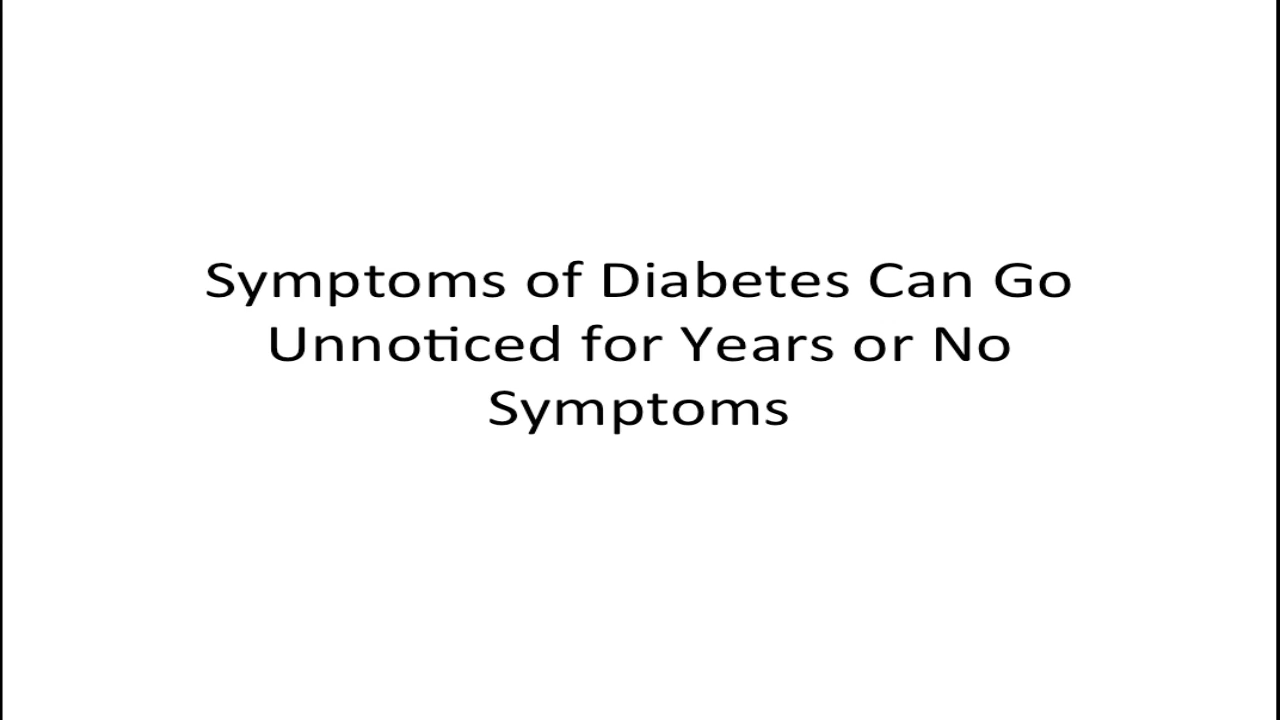 Symptoms of Diabetes Can Go
Unnoticed for Years or No
Symptoms